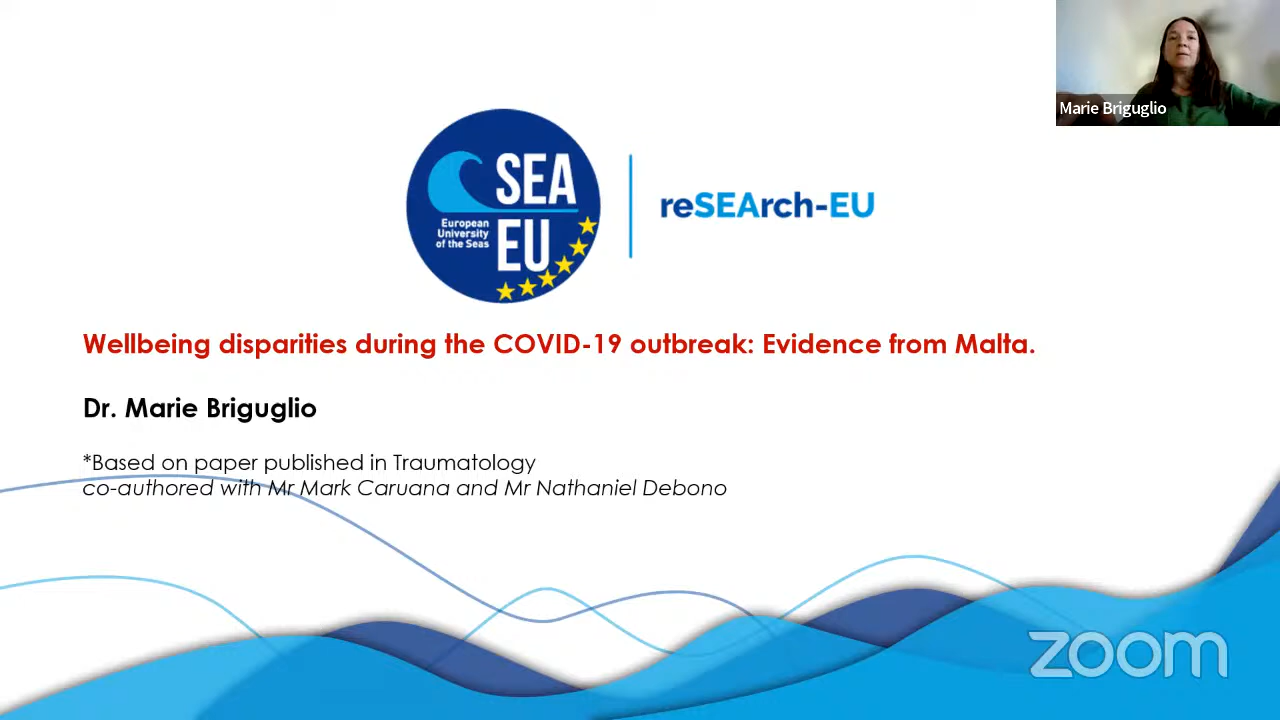 Marie Briguglio
SEA
EU
European
University
of the Seas
reSEArch-EU
Wellbeing disparities during the COVID-19 outbreak: Evidence from Malta.
Dr. Marie Briguglio
*Based on paper published in Traumatology
co-authored with Mr Mark Caruana and Mr Nathaniel Debono
zoom